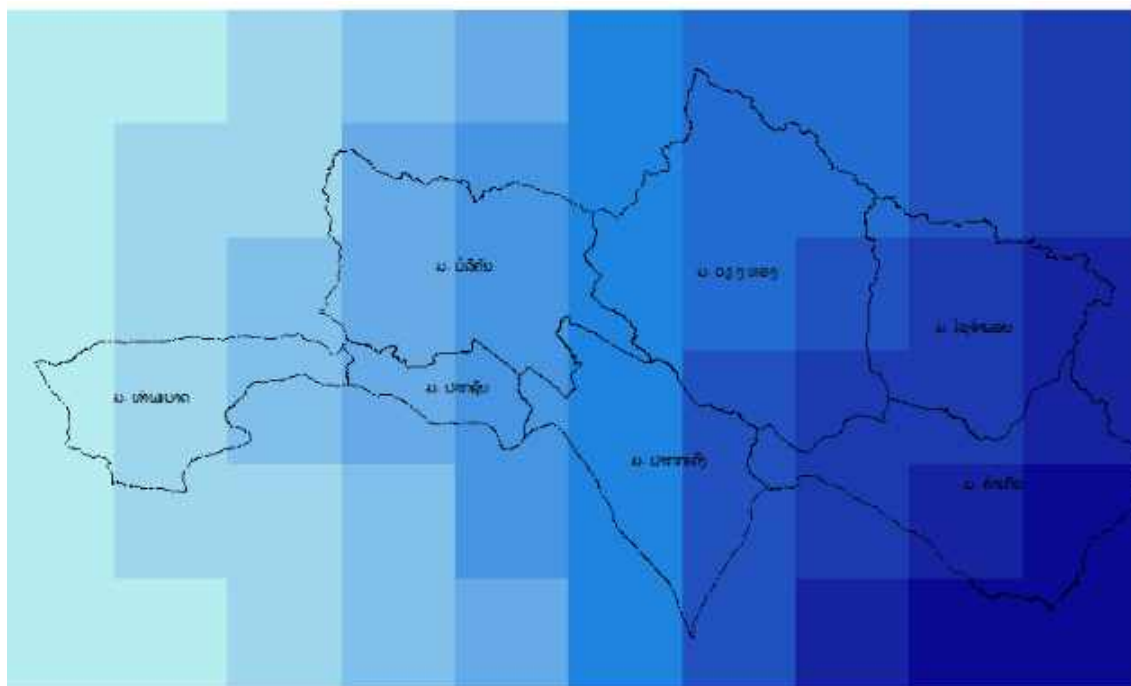 ມ. ບໍລິຄັນ
ມ. ວຽງທອງ
ມ. ໄຊຈຳພອນ
ມ. ປາກຊັນ
ມ. ທ່າພະບາດ
ມ. ປາກກະດິງ
ມ. ຄຳເກີດ